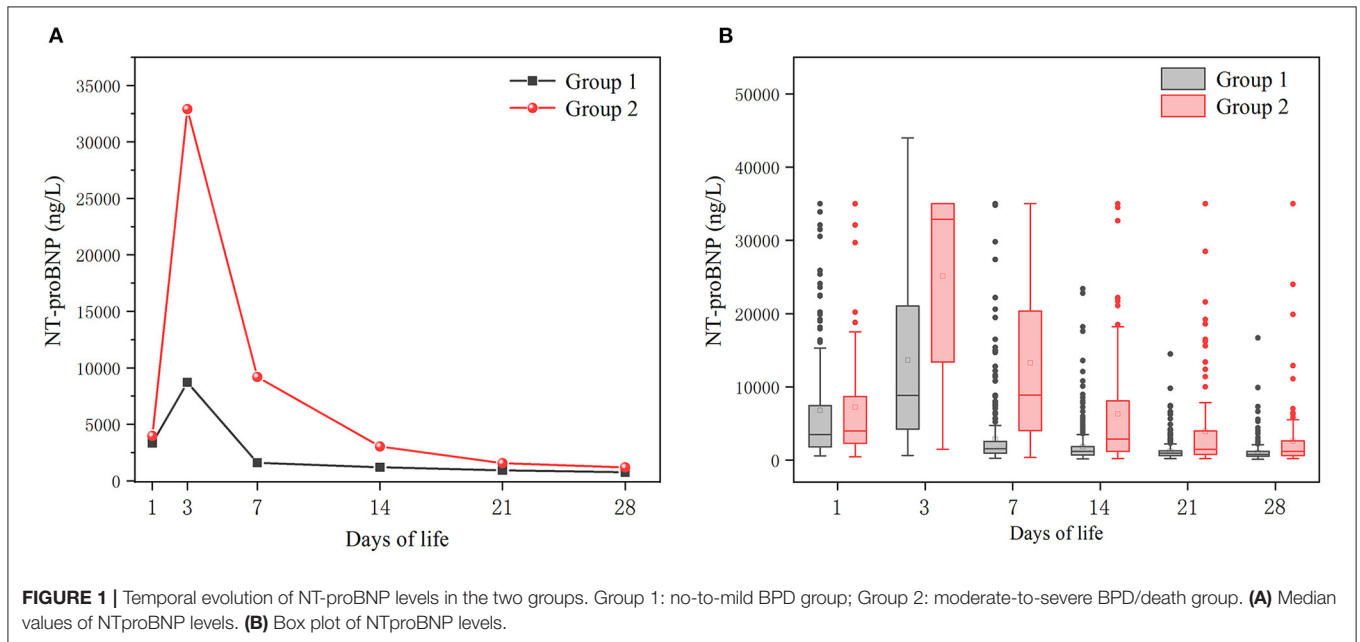 A
NT-proBNP (ng/L)
35000
30000
25000
20000
15000
10000
5000
0
Group 1
Group 2
1 3 7 14 21 28
Days of life
B
NT-proBNP (ng/L)
50000
40000
30000
20000
10000
0
Group 1
Group 2
1 3 7 14 21 28
Days of life
FIGURE 1 | Temporal evolution of NT-proBNP levels in the two groups. Group 1: no-to-mild BPD group; Group 2: moderate-to-severe BPD/death group. (A) Median
values of NTproBNP levels. (B) Box plot of NTproBNP levels.